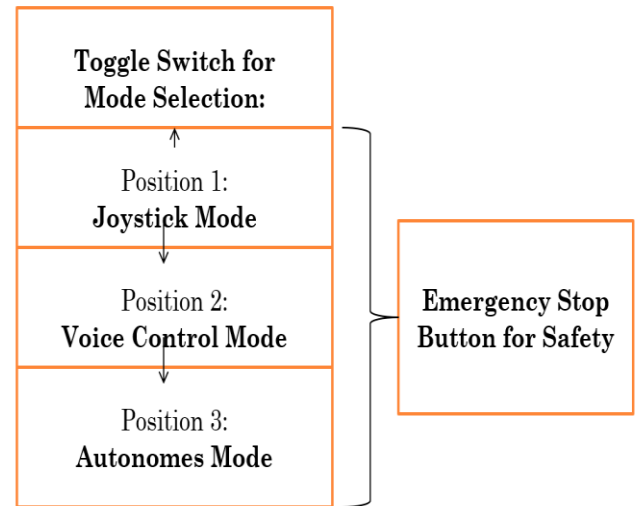 Toggle Switch for
Mode Selection:
Position 1:
Joystick Mode
Position 2:
Voice Control Mode
Position 3:
Autonomes Mode
Emergency Stop
Button for Safety